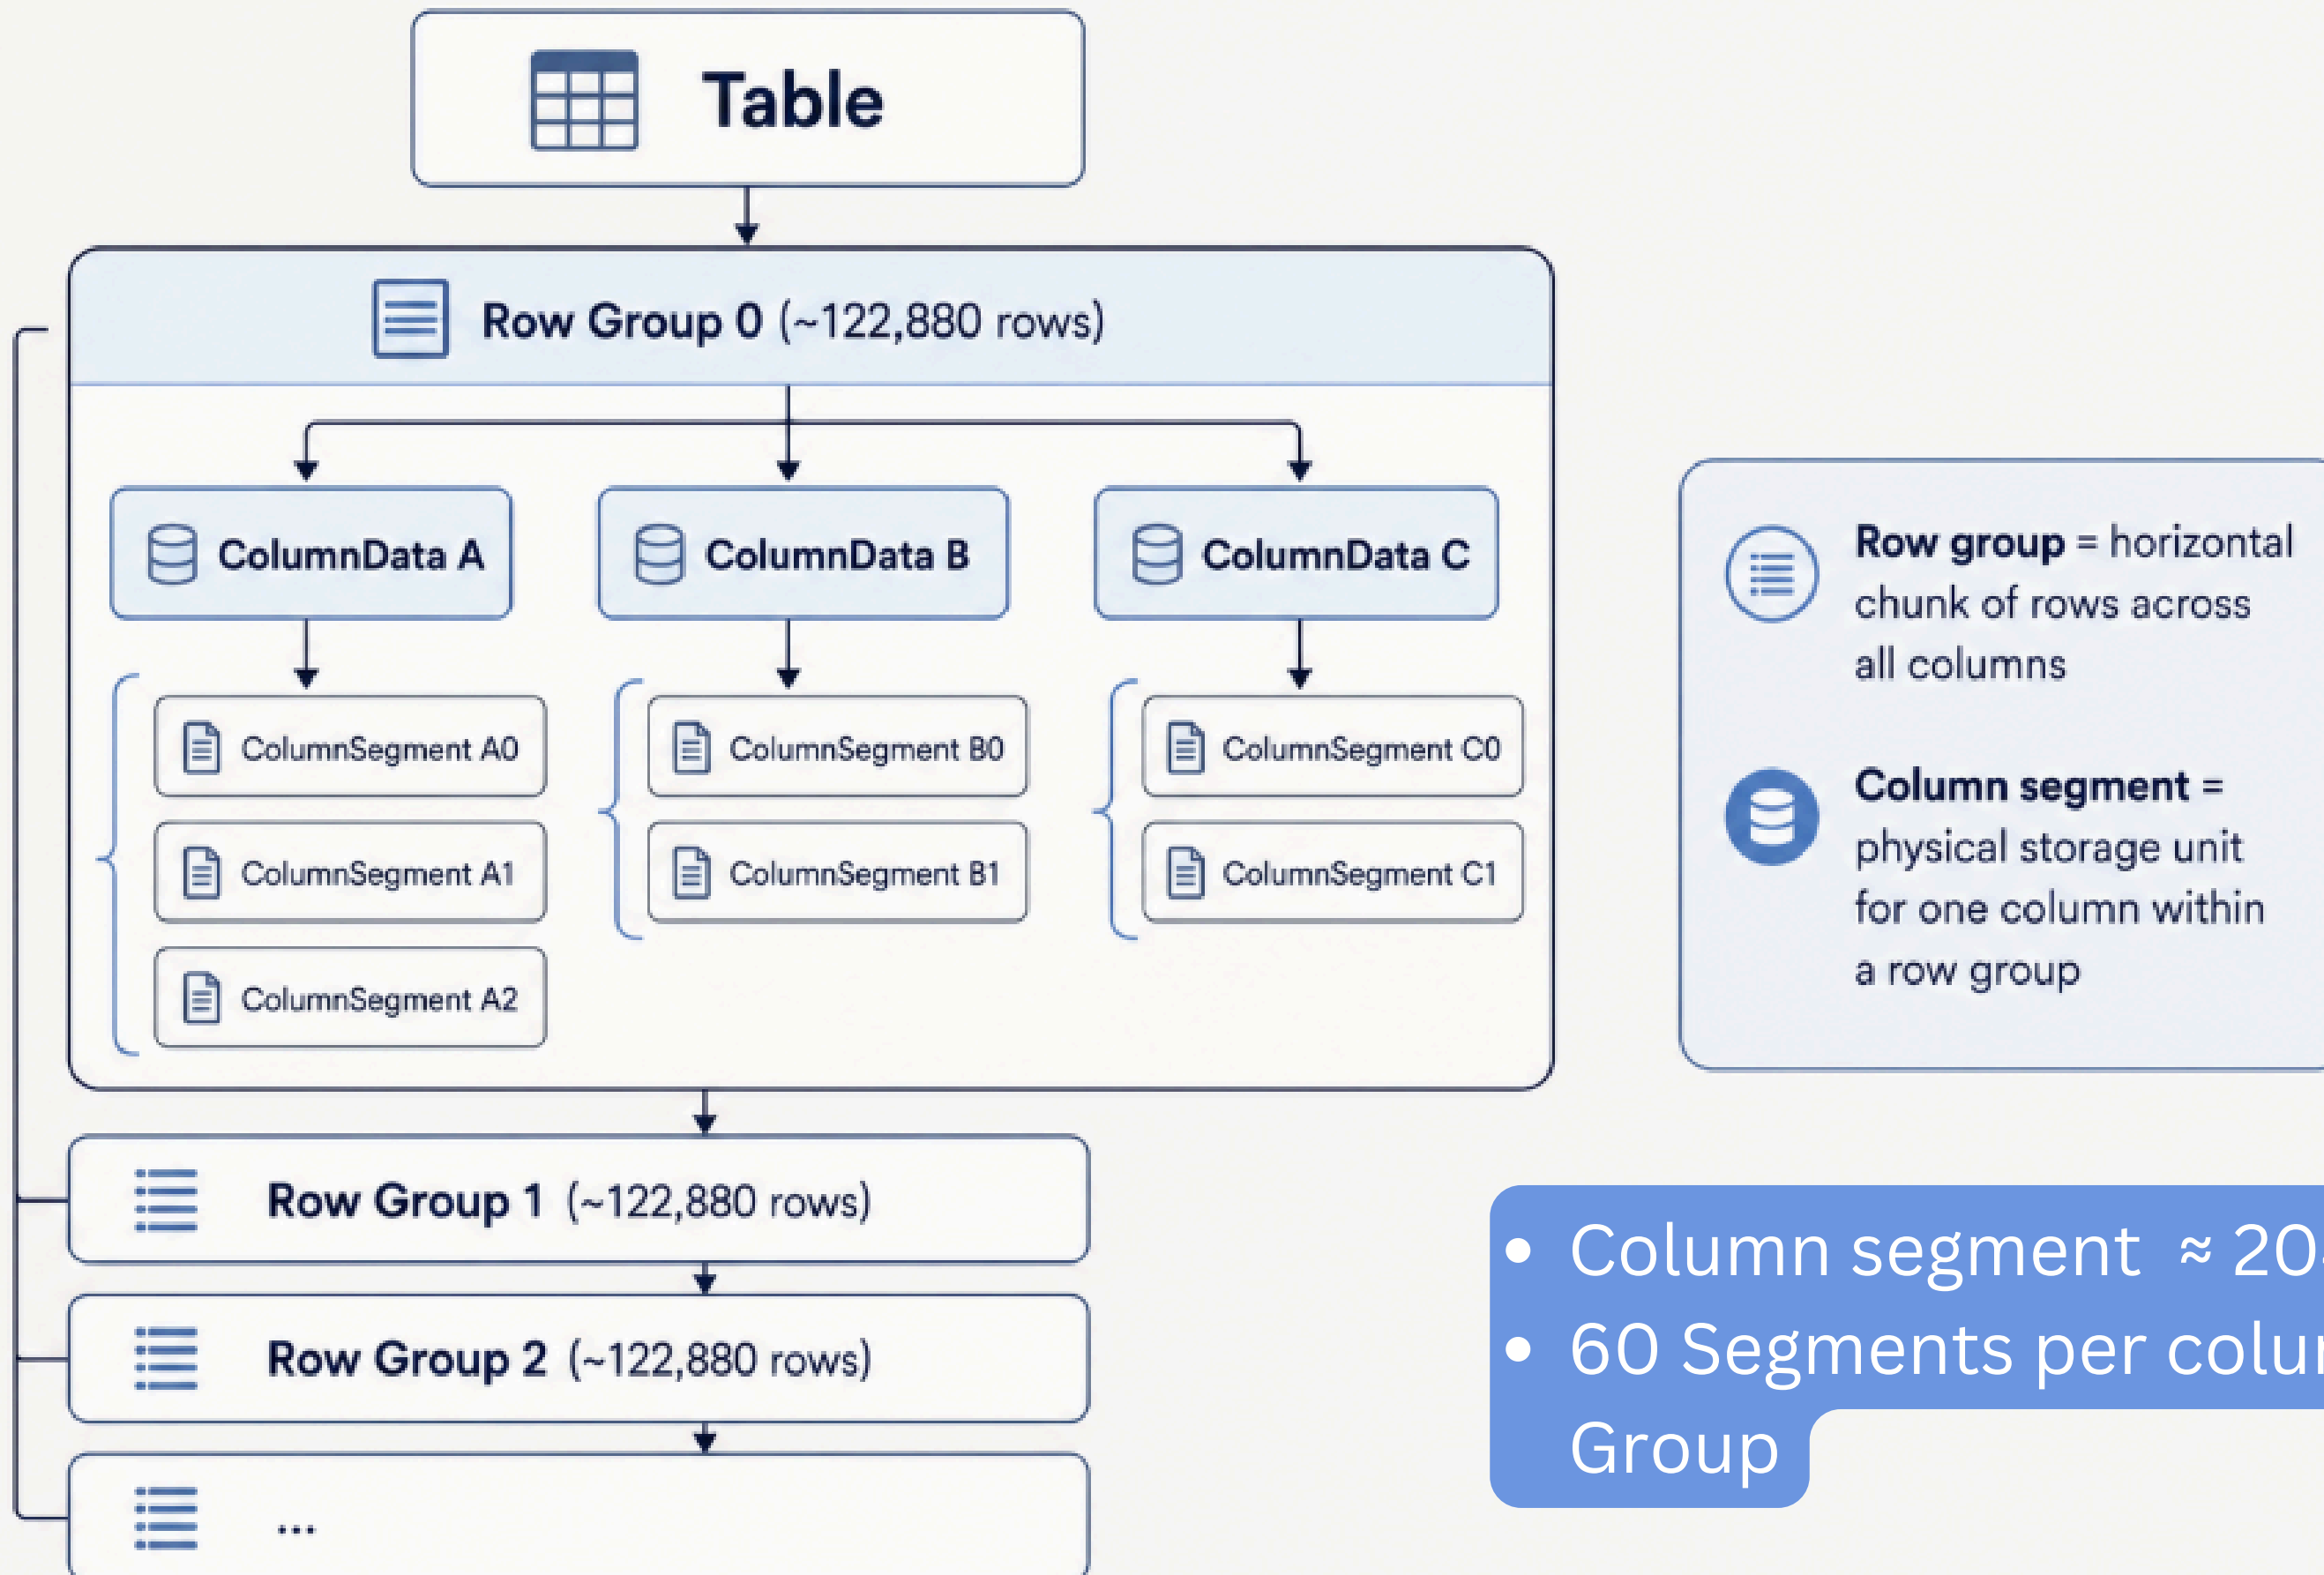 Table
Row Group 0 (~122,880 rows)
ColumnData A
ColumnData B
ColumnData C
ColumnSegment A0
ColumnSegment B0
ColumnSegment C0
ColumnSegment A1
ColumnSegment B1
ColumnSegment C1
ColumnSegment A2
Row Group 1 (~122,880 rows)
Row Group 2 (~122,880 rows)
...
Row group = horizontal
chunk of rows across
all columns
Column segment =
physical storage unit
for one column within
a row group
• Column segment ≈
• 60 Segments per
Group